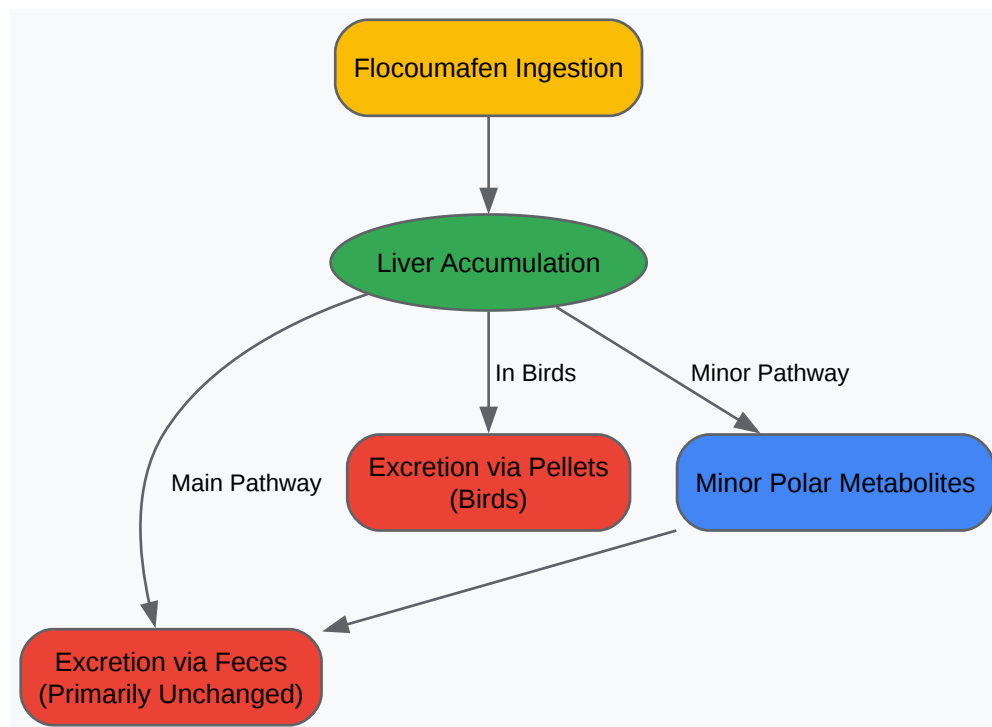 Flocoumafen Ingestion
Liver Accumulation
In Birds
Minor Pathway
Main Pathway
Excretion via Pellets
(Birds)
Minor Polar Metabolites
Excretion via Feces
(Primarily Unchanged)